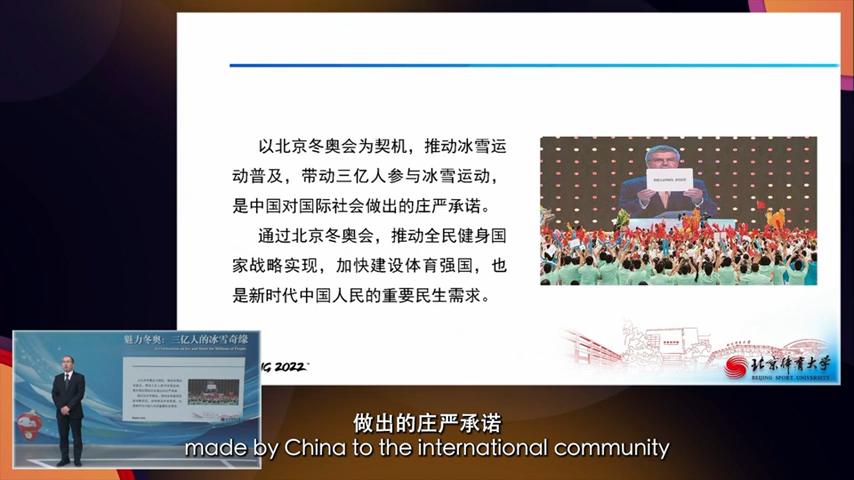 以北京冬奥会为契机，推动冰雪运
动普及，带动三亿人参与冰雪运动，
是中国对国际社会做出的庄严承诺。
通过北京冬奥会，推动全民健身国
家战略实现，加快建设体育强国，也
是新时代中国人民的重要民生需求。
BEIJING 2022
魅力冬奥：三亿人的冰雪奇缘
NG 2022
北京体育大学
BEIJING SPORT UNIVERSITY
做出的庄严承诺
made by China to the international community